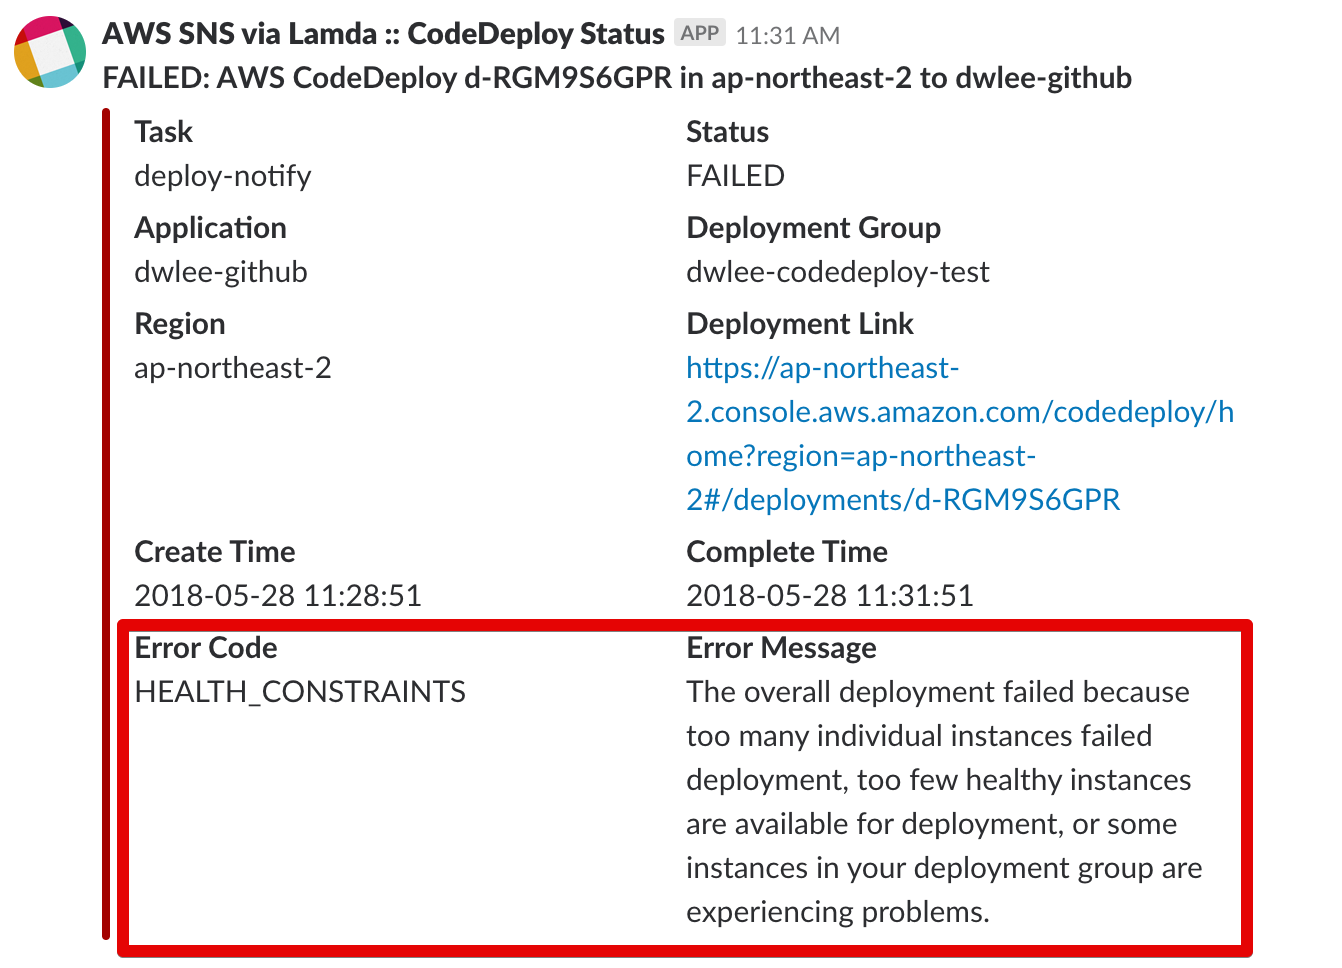 AWS SNS via Lamda :: CodeDeploy Status APP 11:31 AM
FAILED: AWS CodeDeploy d-RGM9S6GPR in ap-northeast-2 to dwlee-github
Task
deploy-notify
Status
FAILED
Application
dwlee-github
Deployment Group
dwlee-codedeploy-test
Region
ap-northeast-2
Deployment Link
https://ap-northeast-
2.console.aws.amazon.com/codedeploy/h
ome?region=ap-northeast-
2#/deployments/d-RGM9S6GPR
Create Time
2018-05-28 11:28:51
Complete Time
2018-05-28 11:31:51
Error Code
HEALTH_CONSTRAINTS
Error Message
The overall deployment failed because
too many individual instances failed
deployment, too few healthy instances
are available for deployment, or some
instances in your deployment group are
experiencing problems.